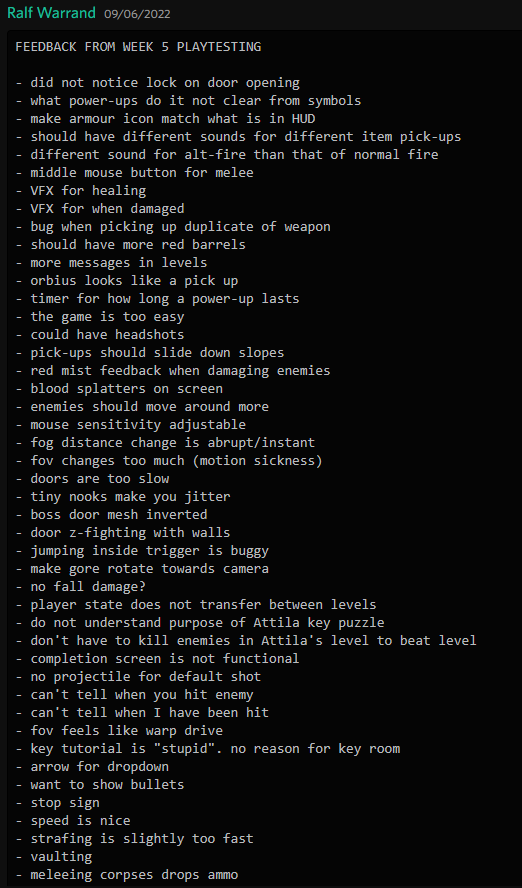 Ralf Warrand 09/06/2022
FEEDBACK FROM WEEK 5 PLAYTESTING
- did not notice lock on door opening
- what power-ups do it not clear from symbols
- make armour icon match what is in HUD
- should have different sounds for different item pick-ups
- different sound for alt-fire than that of normal fire
- middle mouse button for melee
- VFX for healing
- VFX for when damaged
- bug when picking up duplicate of weapon
- should have more red barrels
- more messages in levels
- orbius looks like a pick up
- timer for how long a power-up lasts
- the game is too easy
- could have headshots
- pick-ups should slide down slopes
- red mist feedback when damaging enemies
- blood splatters on screen
- enemies should move around more
- mouse sensitivity adjustable
- fog distance change is abrupt/instant
- fov changes too much (motion sickness)
- doors are too slow
- tiny nooks make you jitter
- boss door mesh inverted
- door z-fighting with walls
- jumping inside trigger is buggy
- make gore rotate towards camera
- no fall damage?
- player state does not transfer between levels
- do not understand purpose of Attila key puzzle
- don't have to kill enemies in Attila's level to beat level
- completion screen is not functional
- no projectile for default shot
- can't tell when you hit enemy
- can't tell when I have been hit
- fov feels like warp drive
- key tutorial is "stupid". no reason for key room
- arrow for dropdown
- want to show bullets
- stop sign
- speed is nice
- strafing is slightly too fast
- vaulting
- meleeing corpses drops ammo